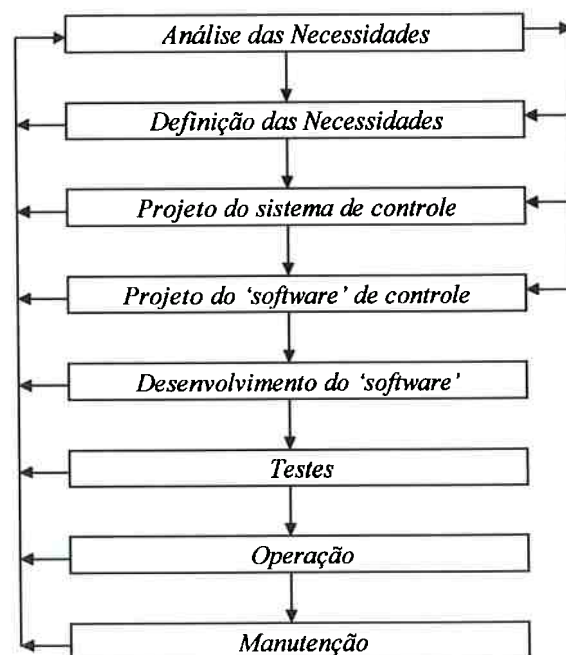 Análise das Necessidades
Definição das Necessidades
Projeto do sistema de controle
Projeto do ‘software’ de controle
Desenvolvimento do ‘software’
Testes
Operação
Manutenção